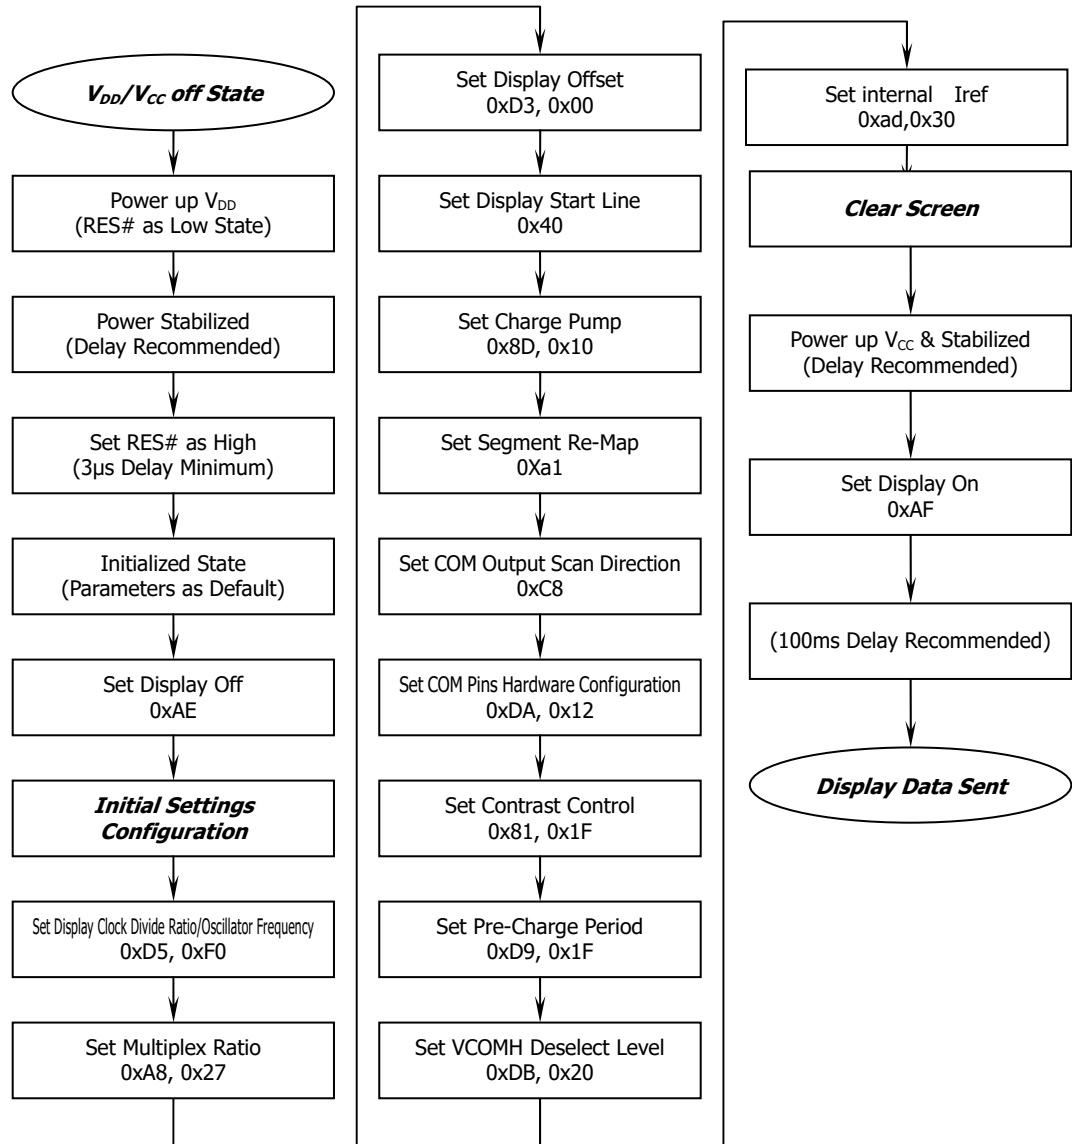 V_DD/V_CC off State
Power up V_DD
(RES# as Low State)
Power Stabilized
(Delay Recommended)
Set RES# as High
(3μs Delay Minimum)
Initialized State
(Parameters as Default)
Set Display Off
0xAE
Initial Settings
Configuration
Set Display Clock Divide Ratio/Oscillator Frequency
0xD5, 0xF0
Set Multiplex Ratio
0xA8, 0x27
Set Display Offset
0xD3, 0x00
Set Display Start Line
0x40
Set Charge Pump
0x8D, 0x10
Set Segment Re-Map
0Xa1
Set COM Output Scan Direction
0xC8
Set COM Pins Hardware Configuration
0xDA, 0x12
Set Contrast Control
0x81, 0x1F
Set Pre-Charge Period
0xD9, 0x1F
Set VCOMH Deselect Level
0xDB, 0x20
Set internal Iref
0xad,0x30
Clear Screen
Power up V_CC & Stabilized
(Delay Recommended)
Set Display On
0xAF
(100ms Delay Recommended)
Display Data Sent